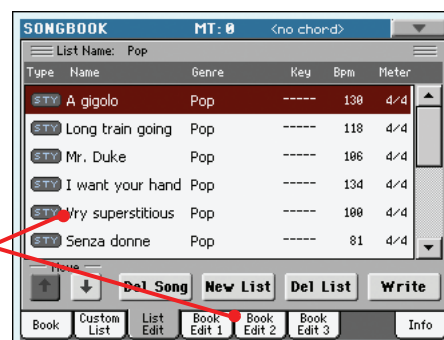 SONGBOOK MT: 0 <no chord>
List Name: Pop
Type Name Genre Key Bpm Meter
STY A gigolo Pop ----- 130 4/4
STY Long train going Pop ----- 118 4/4
STY Mr. Duke Pop ----- 106 4/4
STY I want your hand Pop ----- 134 4/4
STY Vry superstitious Pop ----- 100 4/4
STY Senza donne Pop ----- 81 4/4
Move
Del Song New List Del List Write
Book Custom List List Edit Book Edit 1 Book Edit 2 Book Edit 3 Info